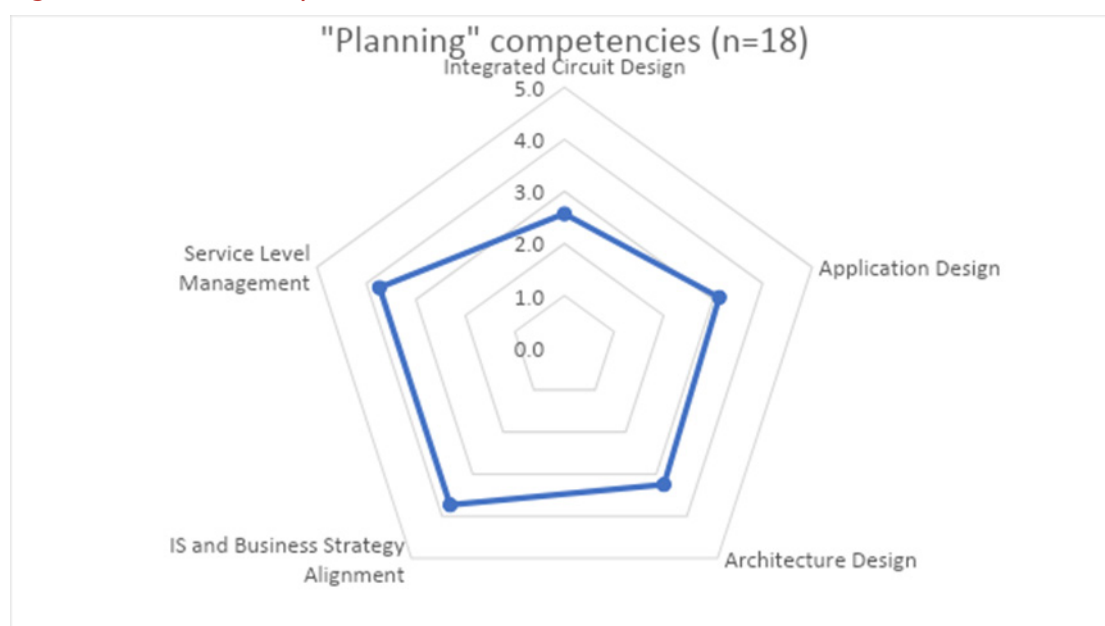 "Planning" competencies (n=18)
Integrated Circuit Design
5.0
4.0
3.0
2.0
1.0
0.0
Service Level
Management
Application Design
IS and Business Strategy
Alignment
Architecture Design